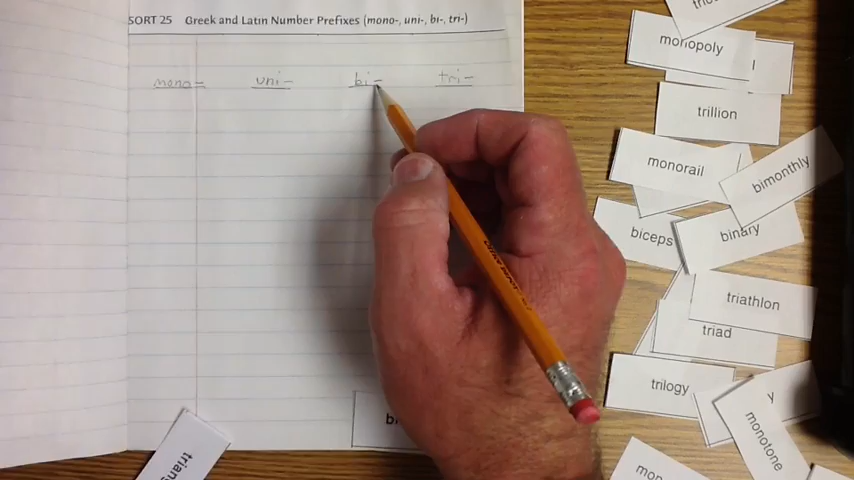 SORT 25 Greek and Latin Number Prefixes (mono-, uni-, bi-, tri-)
mono- uni- bi- tri-
monopoly
trillion
monorail
bimonthly
biceps
binary
triathlon
triad
trilogy
y
monotone